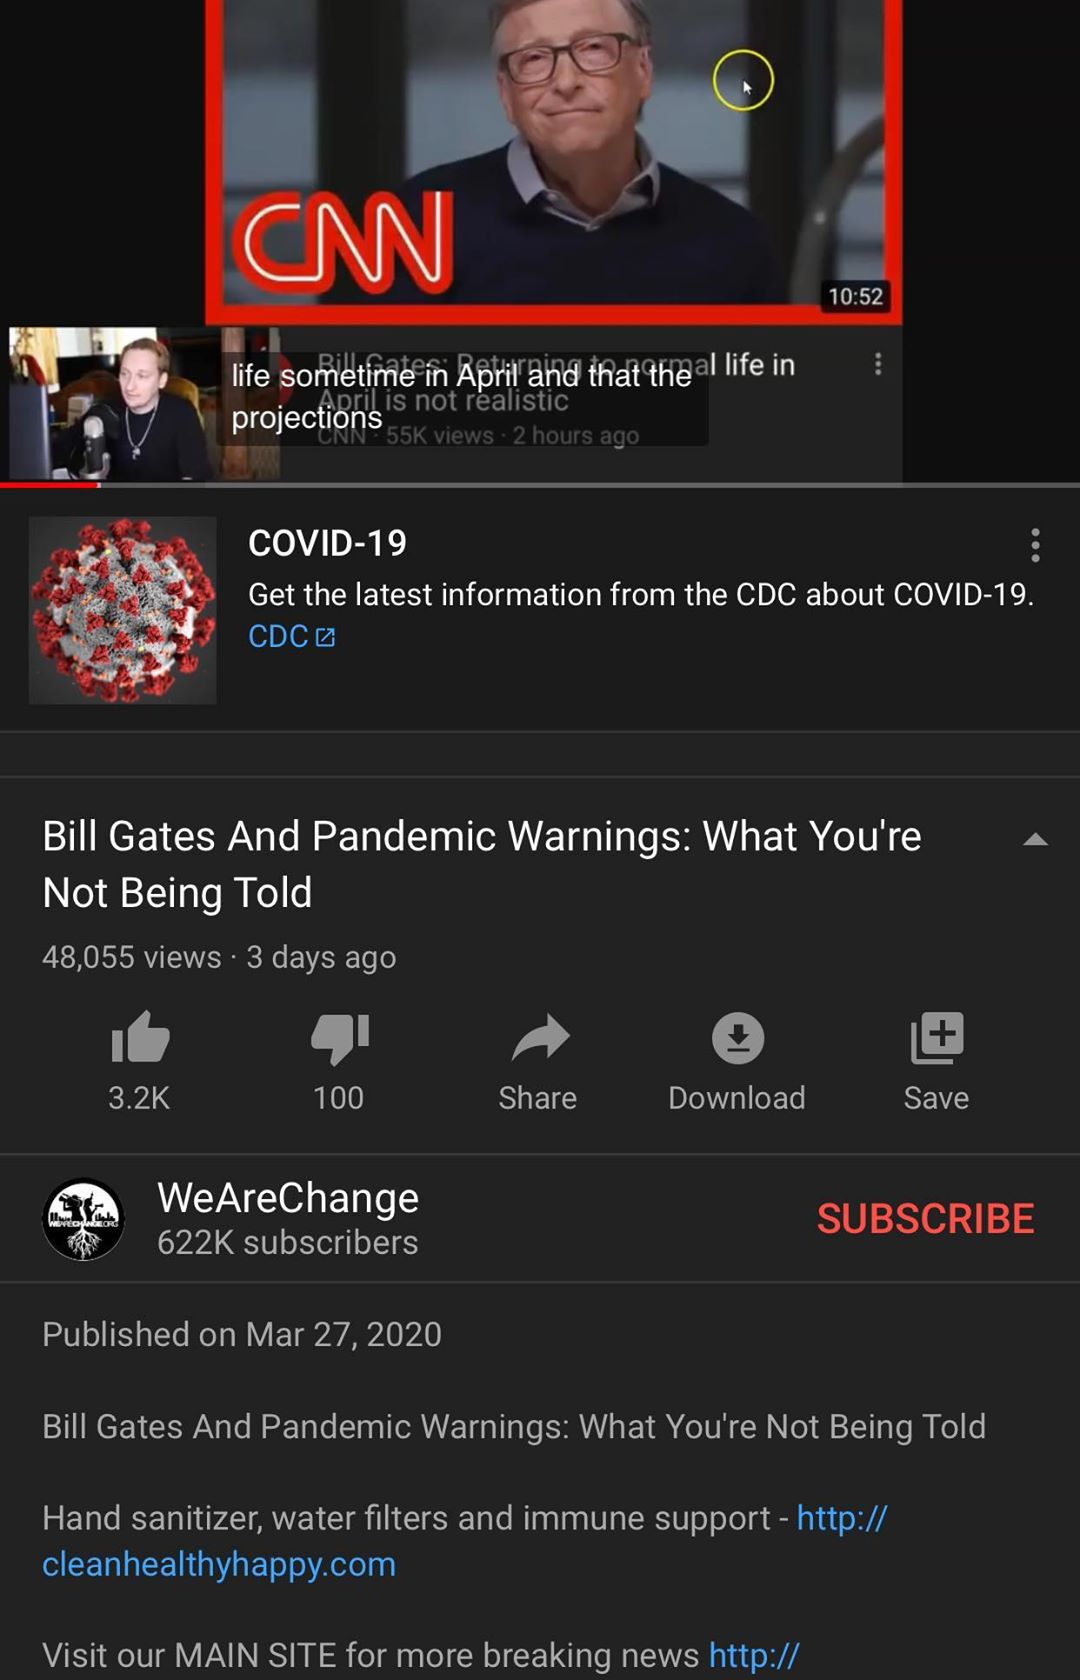 CNN
10:52
Bill Gates: Returning to normal life in
April is not realistic
CNN · 55K views · 2 hours ago
life sometime in April and that the
projections
COVID-19
Get the latest information from the CDC about COVID-19.
CDC
Bill Gates And Pandemic Warnings: What You're
Not Being Told
48,055 views · 3 days ago
3.2K
100
Share
Download
Save
WeAreChange
622K subscribers
WEARECHANGE.ORG
SUBSCRIBE
Published on Mar 27, 2020
Bill Gates And Pandemic Warnings: What You're Not Being Told
Hand sanitizer, water filters and immune support - http://
cleanhealthyhappy.com
Visit our MAIN SITE for more breaking news http://